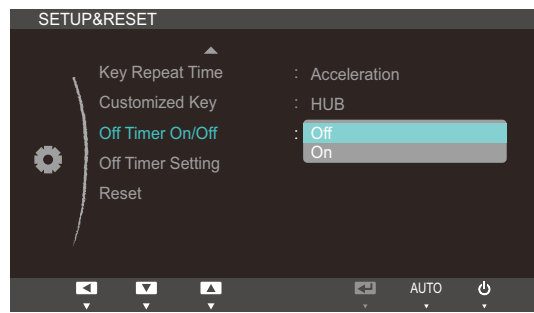 SETUP&RESET
Key Repeat Time : Acceleration
Customized Key : HUB
Off Timer On/Off : Off
On
Off Timer Setting
Reset
AUTO